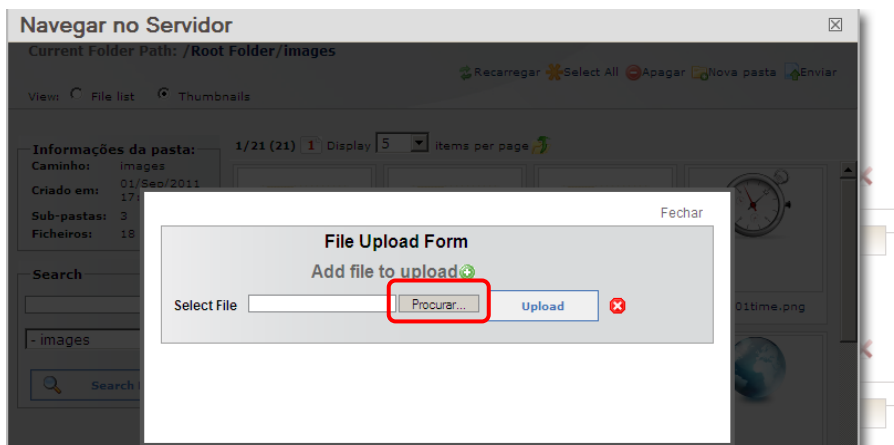 Navegar no Servidor
Current Folder Path: /Root Folder/images
Recarregar Select All Apagar Nova pasta Enviar
View: File list Thumbnails
Informações da pasta:
1/21 (21) 1 Display 5 items per page
Caminho: images
Criado em: 01/Sep/2011
17:
Sub-pastas: 3
Ficheiros: 18
Fechar
File Upload Form
Add file to upload
Select File Procurar... Upload
Search
01time.png
- images
Search